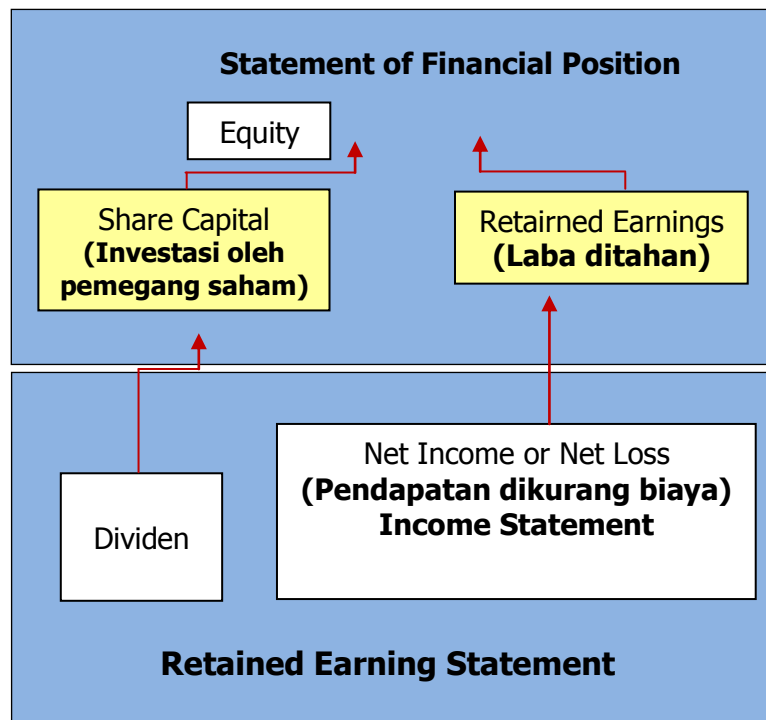 Statement of Financial Position
Equity
Share Capital
(Investasi oleh
pemegang saham)
Retairned Earnings
(Laba ditahan)
Net Income or Net Loss
(Pendapatan dikurang biaya)
Income Statement
Dividen
Retained Earning Statement